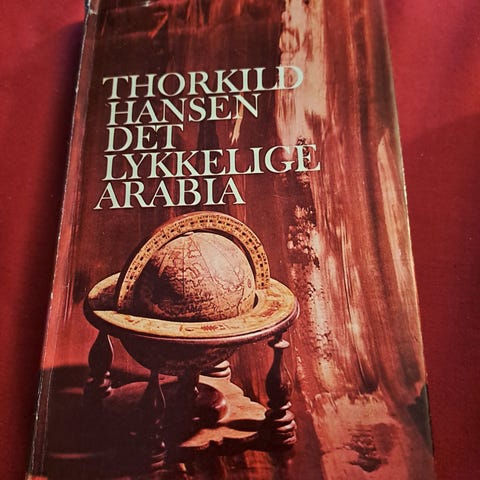 THORKILD
HANSEN
DET
LYKKELIGE
ARABIA